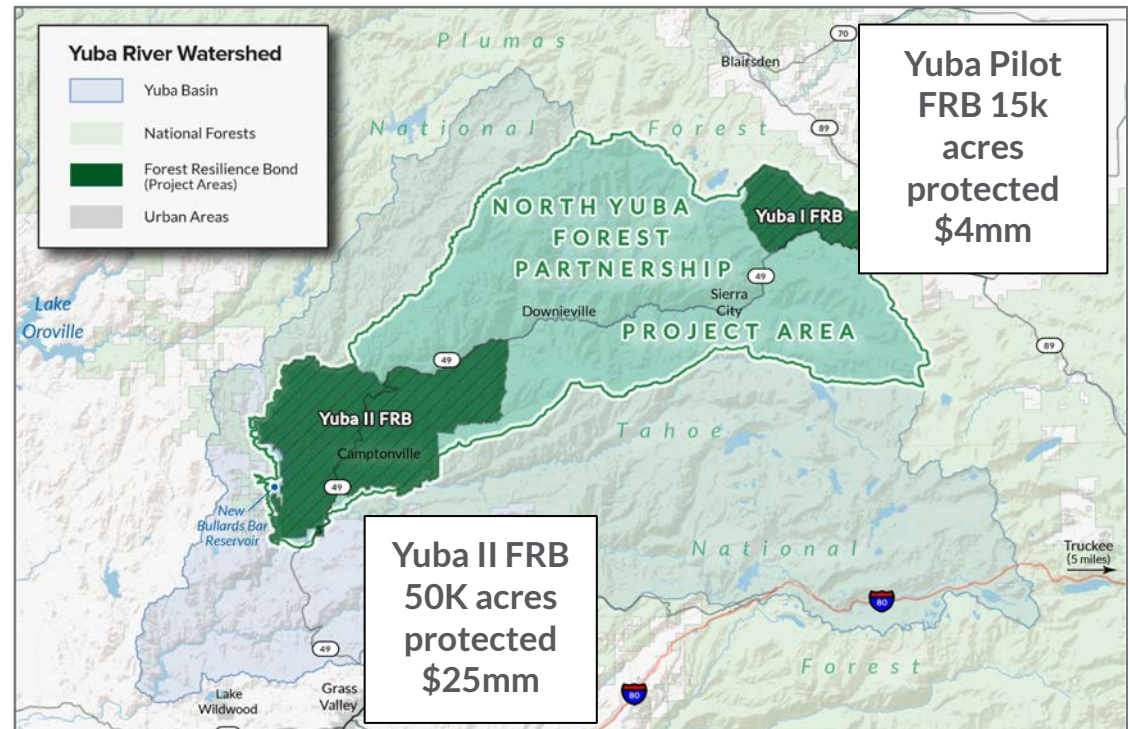 Yuba River Watershed
Yuba Basin
National Forests
Forest Resilience Bond
(Project Areas)
Urban Areas
Plumas
National Forest
Blairsden
70
89
Yuba Pilot
FRB 15k
acres
protected
$4mm
NORTH YUBA
FOREST
PARTNERSHIP
PROJECT AREA
Yuba I FRB
49
Sierra
City
Downieville
Lake
Oroville
89
49
Yuba II FRB
Camptonville
49
New
Bullards Bar
Reservoir
Tahoe
National
Forest
Truckee
(5 miles)
80
80
Yuba II FRB
50K acres
protected
$25mm
49
Lake
Wildwood
Grass
Valley